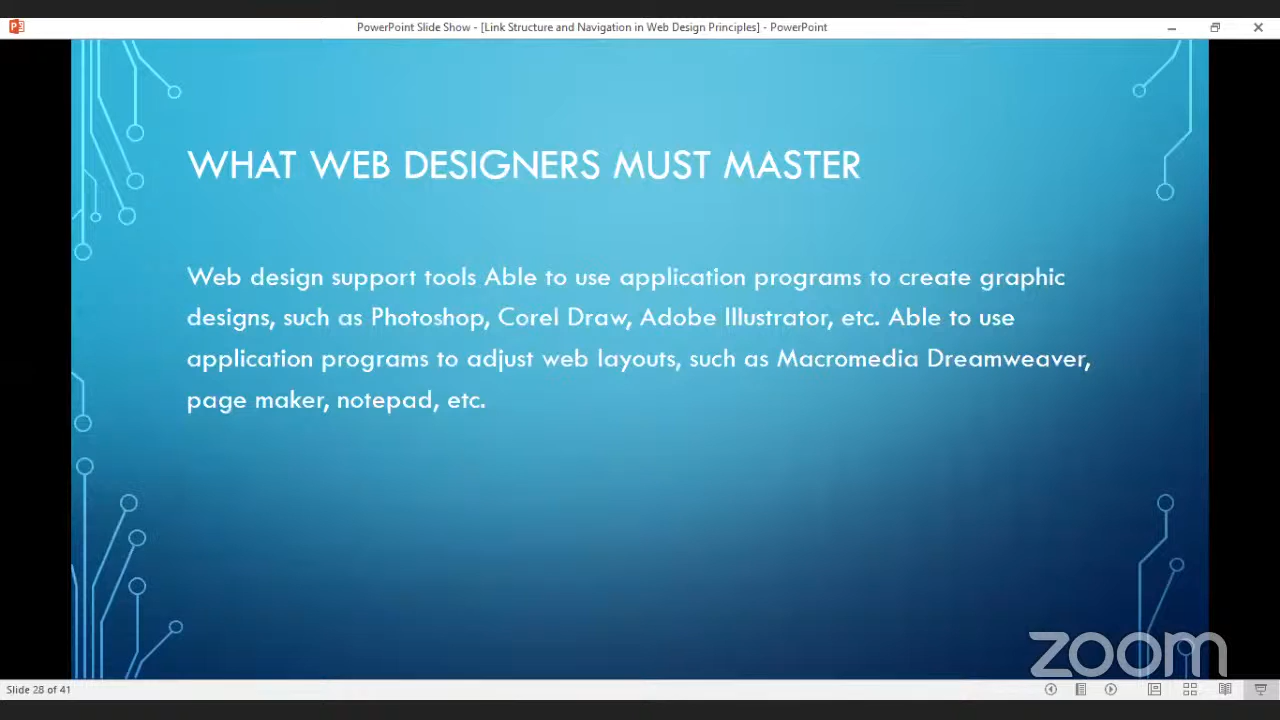 PowerPoint Slide Show - [Link Structure and Navigation in Web Design Principles] - PowerPoint
WHAT WEB DESIGNERS MUST MASTER
Web design support tools Able to use application programs to create graphic
designs, such as Photoshop, Corel Draw, Adobe Illustrator, etc. Able to use
application programs to adjust web layouts, such as Macromedia Dreamweaver,
page maker, notepad, etc.
zoom
Slide 28 of 41